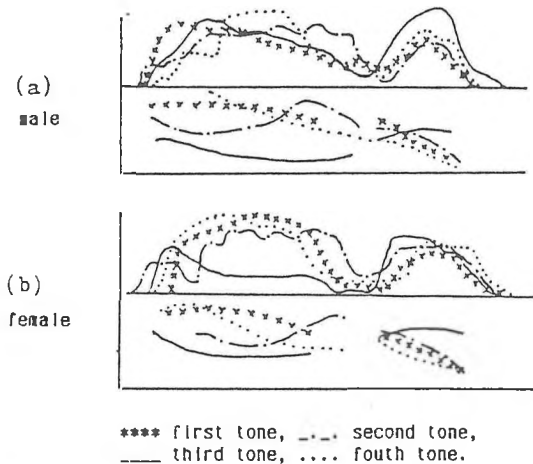 (a)
male
(b)
female
**** first tone, _._._ second tone,
____ third tone, .... fouth tone.